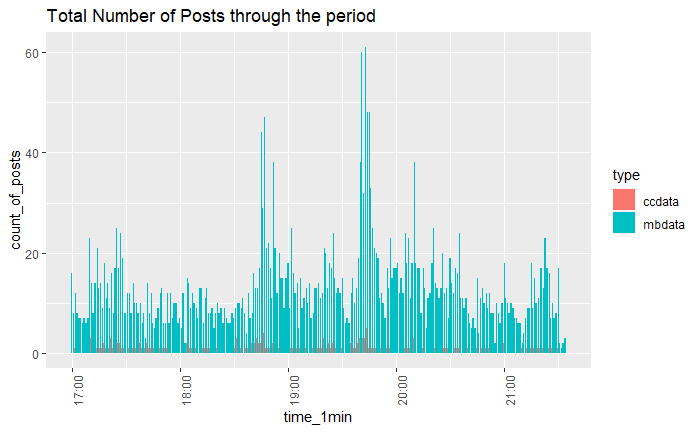 Total Number of Posts through the period
60
40
20
0
count_of_posts
17:00
18:00
19:00
20:00
21:00
time_1min
type
ccdata
mbdata